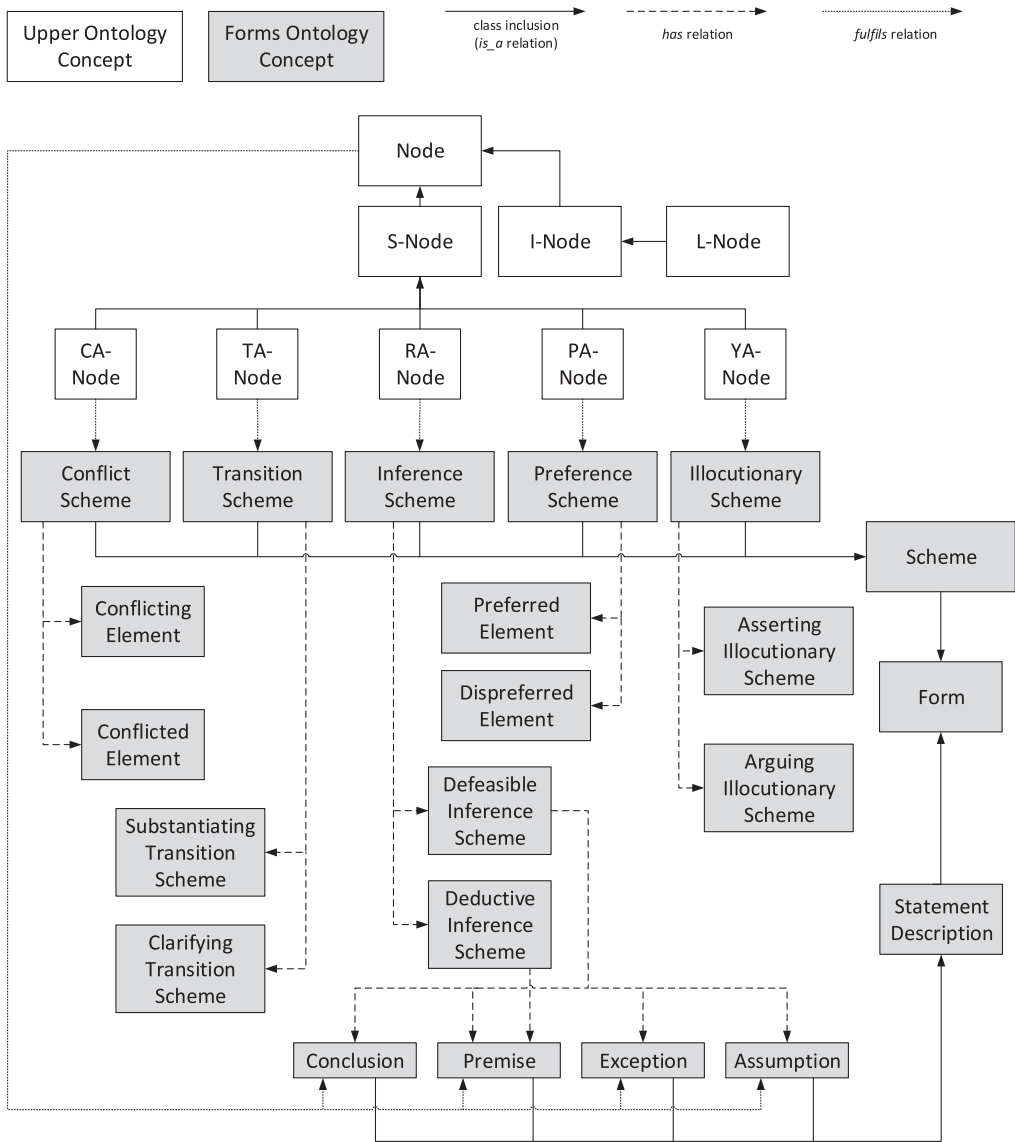 Upper Ontology
Concept
Forms Ontology
Concept
class inclusion
(is_a relation)
has relation
fulfils relation
Node
S-Node
I-Node
L-Node
CA-
Node
TA-
Node
RA-
Node
PA-
Node
YA-
Node
Conflict
Scheme
Transition
Scheme
Inference
Scheme
Preference
Scheme
Illocutionary
Scheme
Scheme
Conflicting
Element
Preferred
Element
Asserting
Illocutionary
Scheme
Form
Dispreferred
Element
Conflicted
Element
Arguing
Illocutionary
Scheme
Defeasible
Inference
Scheme
Substantiating
Transition
Scheme
Deductive
Inference
Scheme
Statement
Description
Clarifying
Transition
Scheme
Conclusion
Premise
Exception
Assumption